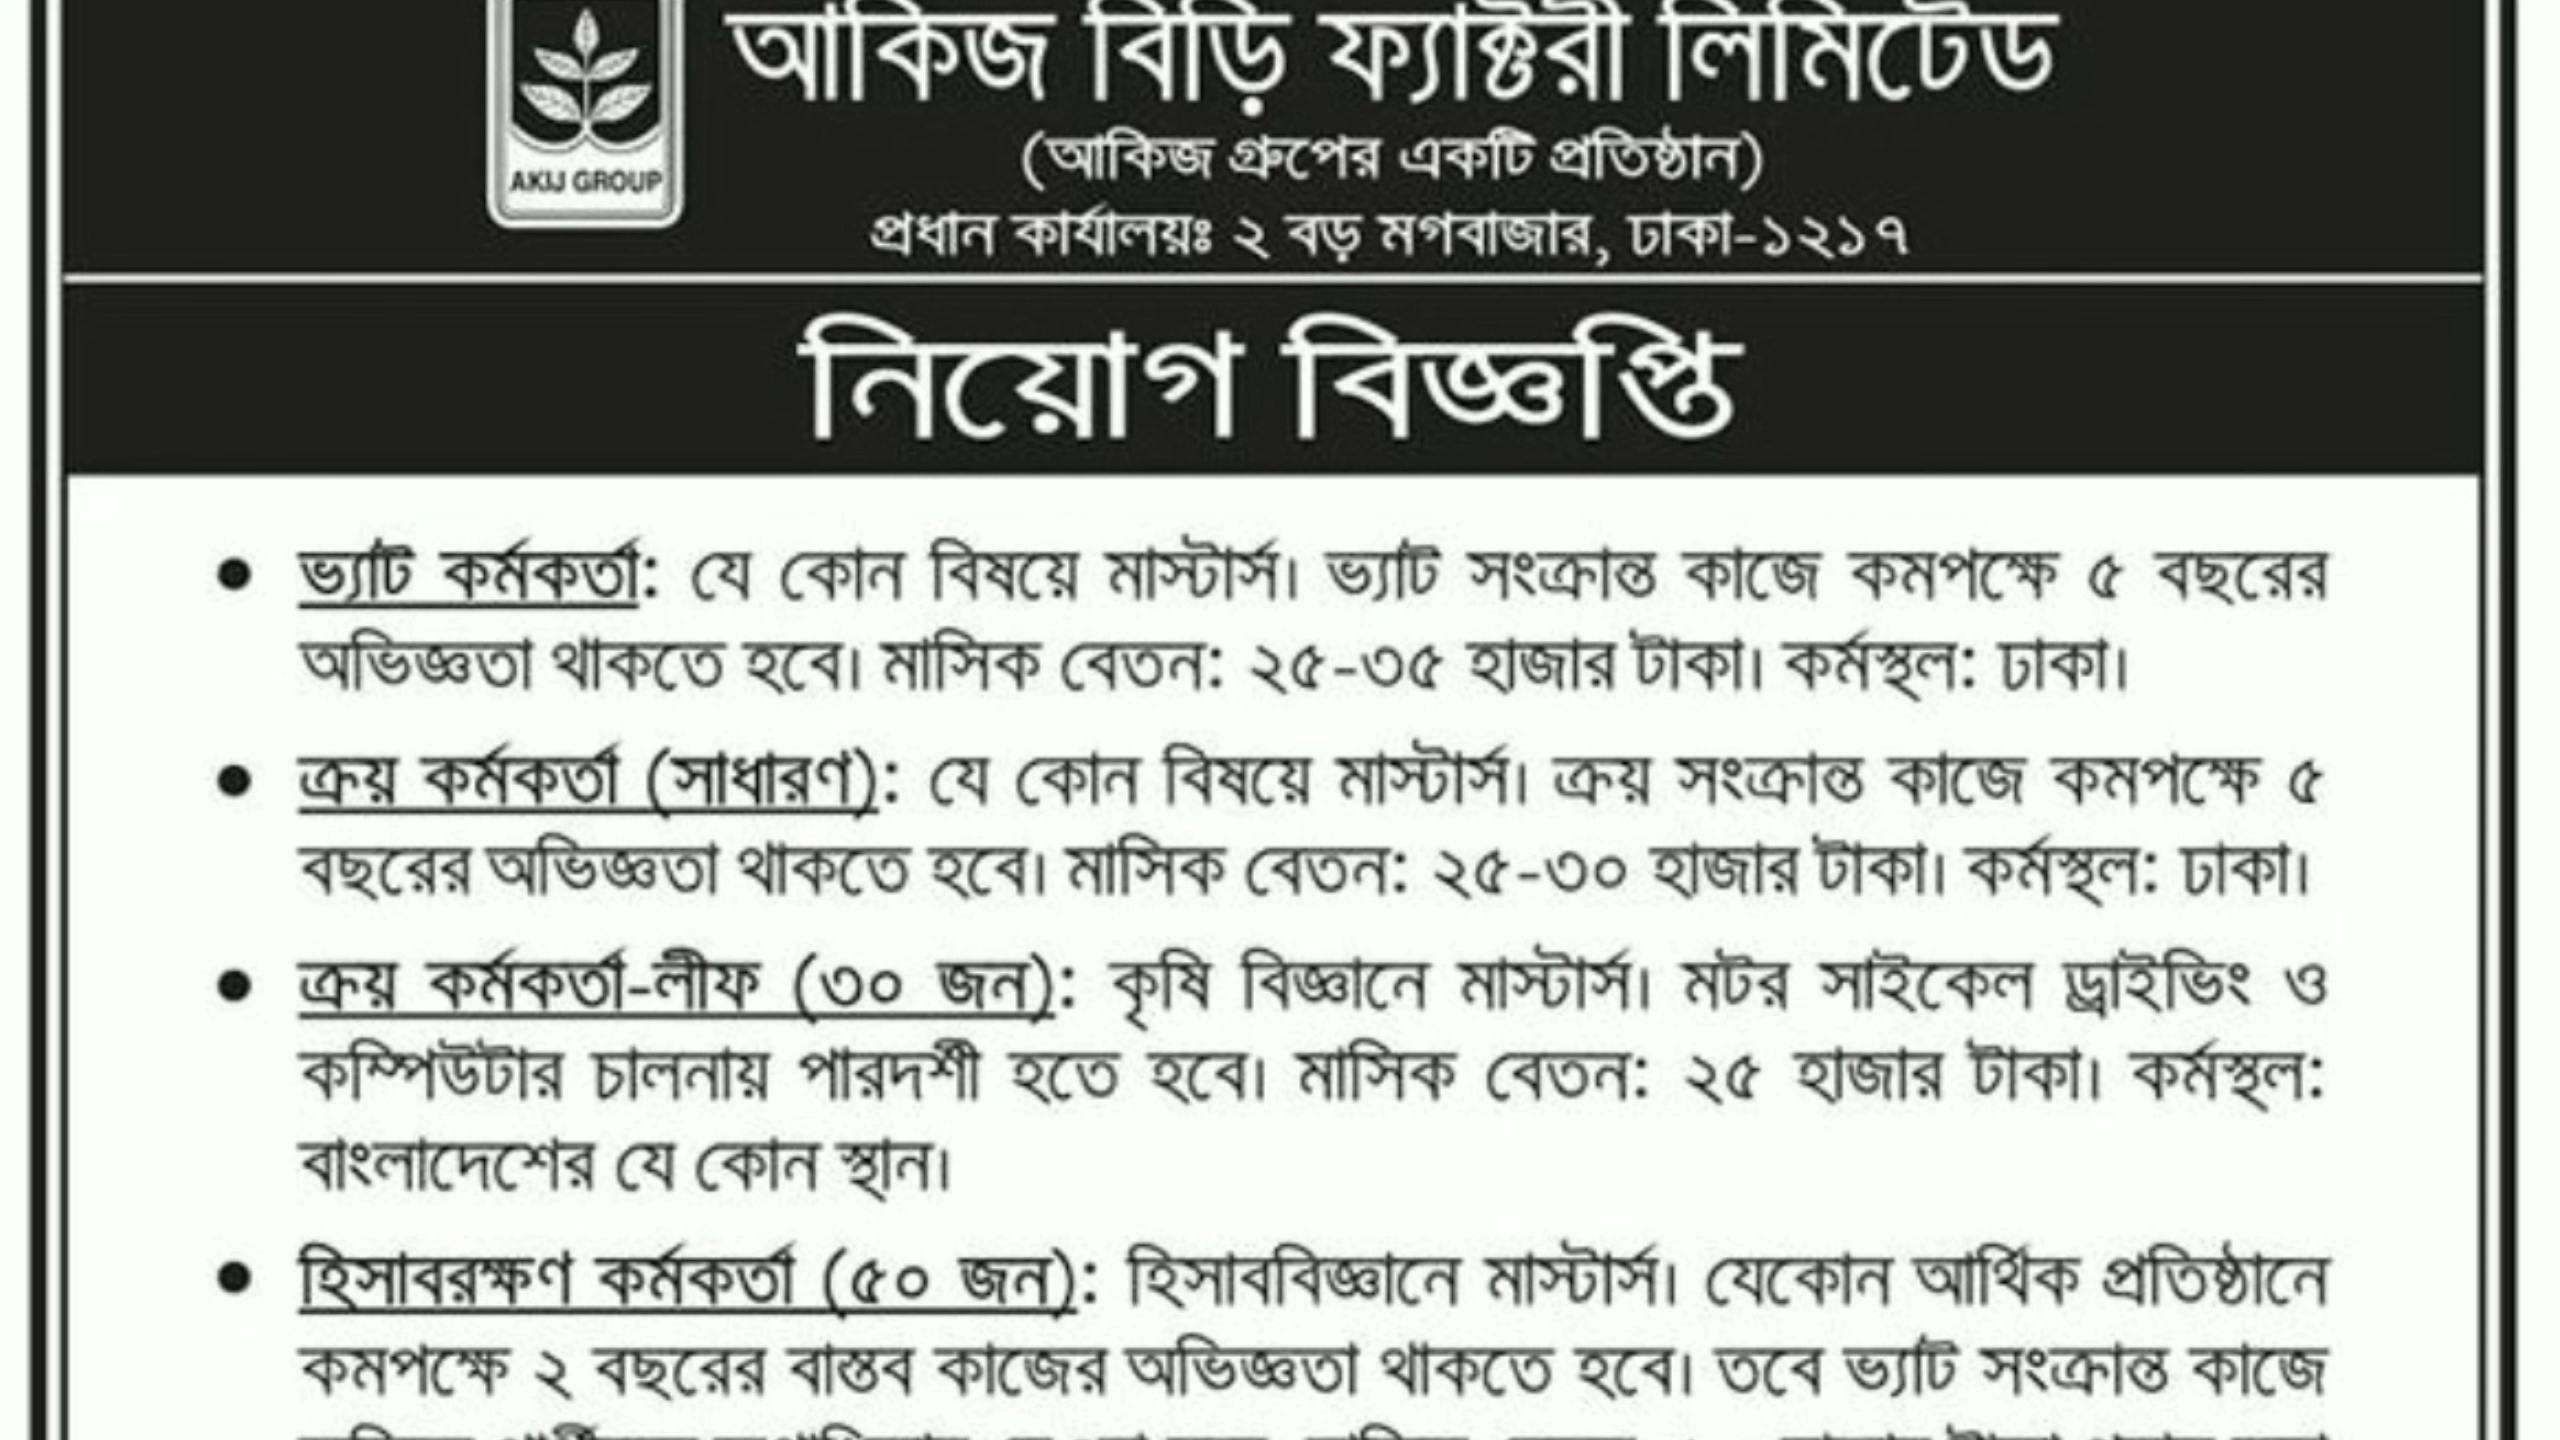 আকিজ বিড়ি ফ্যাক্টরী লিমিটেড
(আকিজ গ্রুপের একটি প্রতিষ্ঠান)
AKIJ GROUP
প্রধান কার্যালয়ঃ ২ বড় মগবাজার, ঢাকা-১২১৭
নিয়োগ বিজ্ঞপ্তি
● ভ্যাট কর্মকর্তা: যে কোন বিষয়ে মাস্টার্স। ভ্যাট সংক্রান্ত কাজে কমপক্ষে ৫ বছরের
অভিজ্ঞতা থাকতে হবে। মাসিক বেতন: ২৫-৩৫ হাজার টাকা। কর্মস্থল: ঢাকা।
● ক্রয় কর্মকর্তা (সাধারণ): যে কোন বিষয়ে মাস্টার্স। ক্রয় সংক্রান্ত কাজে কমপক্ষে ৫
বছরের অভিজ্ঞতা থাকতে হবে। মাসিক বেতন: ২৫-৩০ হাজার টাকা। কর্মস্থল: ঢাকা।
● ক্রয় কর্মকর্তা-লীফ (৩০ জন): কৃষি বিজ্ঞানে মাস্টার্স। মটর সাইকেল ড্রাইভিং ও
কম্পিউটার চালনায় পারদর্শী হতে হবে। মাসিক বেতন: ২৫ হাজার টাকা। কর্মস্থল:
বাংলাদেশের যে কোন স্থান।
● হিসাবরক্ষণ কর্মকর্তা (৫০ জন): হিসাববিজ্ঞানে মাস্টার্স। যেকোন আর্থিক প্রতিষ্ঠানে
কমপক্ষে ২ বছরের বাস্তব কাজের অভিজ্ঞতা থাকতে হবে। তবে ভ্যাট সংক্রান্ত কাজে